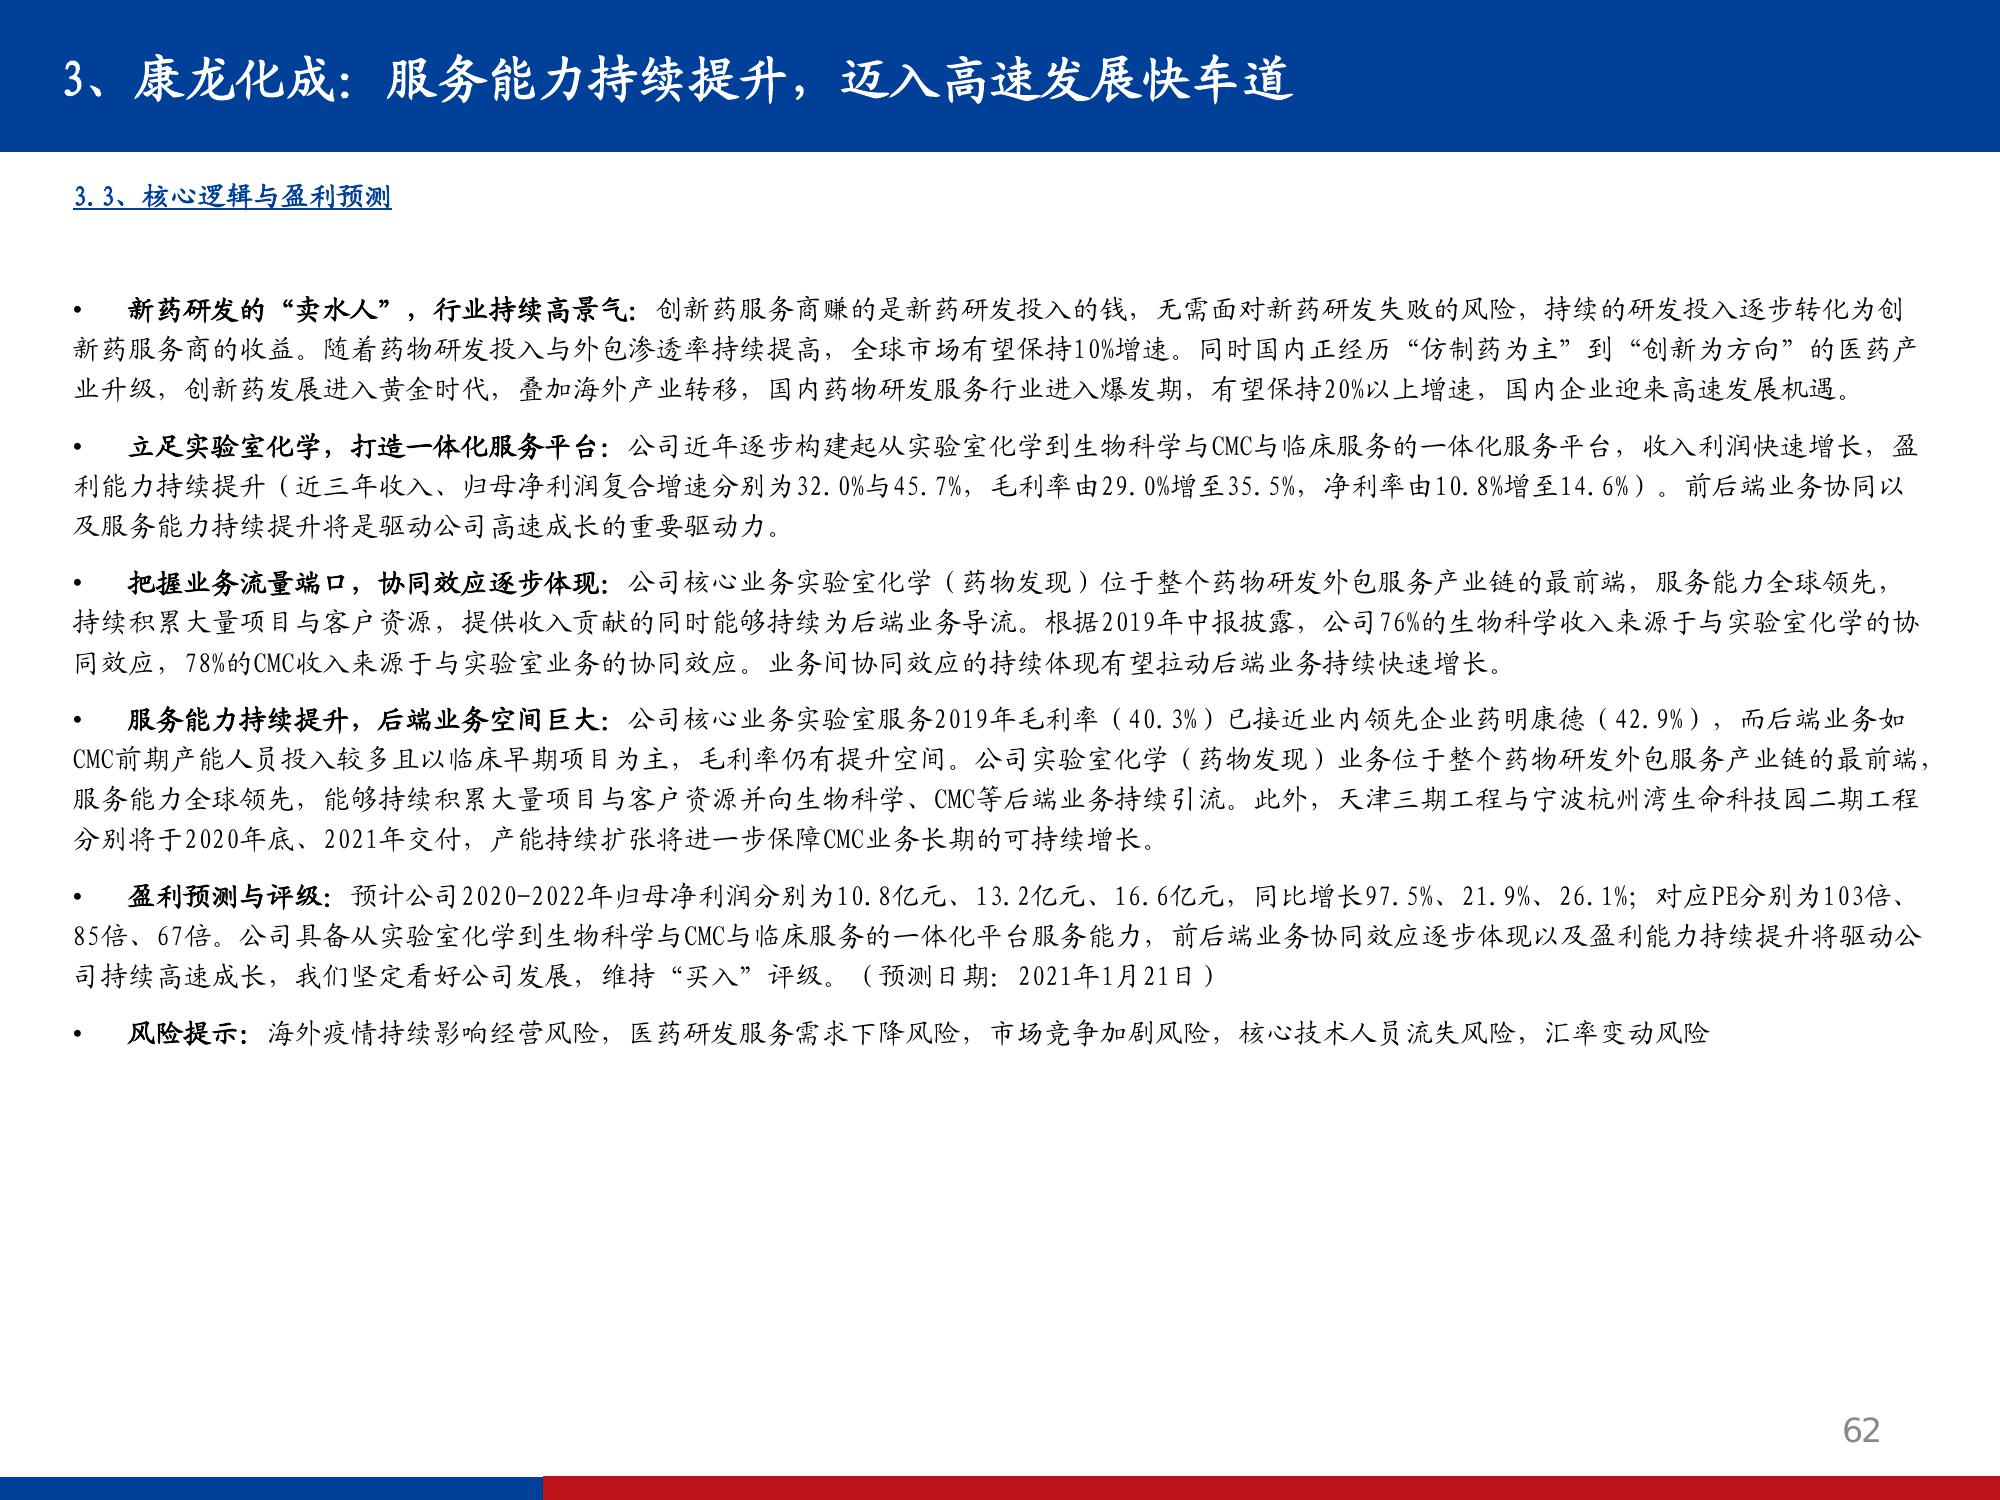 3、康龙化成：服务能力持续提升，迈入高速发展快车道
3.3、核心逻辑与盈利预测
• 新药研发的“卖水人”，行业持续高景气：创新药服务商赚的是新药研发投入的钱，无需面对新药研发失败的风险，持续的研发投入逐步转化为创
新药服务商的收益。随着药物研发投入与外包渗透率持续提高，全球市场有望保持10%增速。同时国内正经历“仿制药为主”到“创新为方向”的医药产
业升级，创新药发展进入黄金时代，叠加海外产业转移，国内药物研发服务行业进入爆发期，有望保持20%以上增速，国内企业迎来高速发展机遇。
• 立足实验室化学，打造一体化服务平台：公司近年逐步构建起从实验室化学到生物科学与CMC与临床服务的一体化服务平台，收入利润快速增长，盈
利能力持续提升（近三年收入、归母净利润复合增速分别为32.0%与45.7%，毛利率由29.0%增至35.5%，净利率由10.8%增至14.6%）。前后端业务协同以
及服务能力持续提升将是驱动公司高速成长的重要驱动力。
• 把握业务流量端口，协同效应逐步体现：公司核心业务实验室化学（药物发现）位于整个药物研发外包服务产业链的最前端，服务能力全球领先，
持续积累大量项目与客户资源，提供收入贡献的同时能够持续为后端业务导流。根据2019年中报披露，公司76%的生物科学收入来源于与实验室化学的协
同效应，78%的CMC收入来源于与实验室业务的协同效应。业务间协同效应的持续体现有望拉动后端业务持续快速增长。
• 服务能力持续提升，后端业务空间巨大：公司核心业务实验室服务2019年毛利率（40.3%）已接近业内领先企业药明康德（42.9%），而后端业务如
CMC前期产能人员投入较多且以临床早期项目为主，毛利率仍有提升空间。公司实验室化学（药物发现）业务位于整个药物研发外包服务产业链的最前端，
服务能力全球领先，能够持续积累大量项目与客户资源并向生物科学、CMC等后端业务持续引流。此外，天津三期工程与宁波杭州湾生命科技园二期工程
分别将于2020年底、2021年交付，产能持续扩张将进一步保障CMC业务长期的可持续增长。
• 盈利预测与评级：预计公司2020-2022年归母净利润分别为10.8亿元、13.2亿元、16.6亿元，同比增长97.5%、21.9%、26.1%；对应PE分别为103倍、
85倍、67倍。公司具备从实验室化学到生物科学与CMC与临床服务的一体化平台服务能力，前后端业务协同效应逐步体现以及盈利能力持续提升将驱动公
司持续高速成长，我们坚定看好公司发展，维持“买入”评级。（预测日期：2021年1月21日）
• 风险提示：海外疫情持续影响经营风险，医药研发服务需求下降风险，市场竞争加剧风险，核心技术人员流失风险，汇率变动风险
62